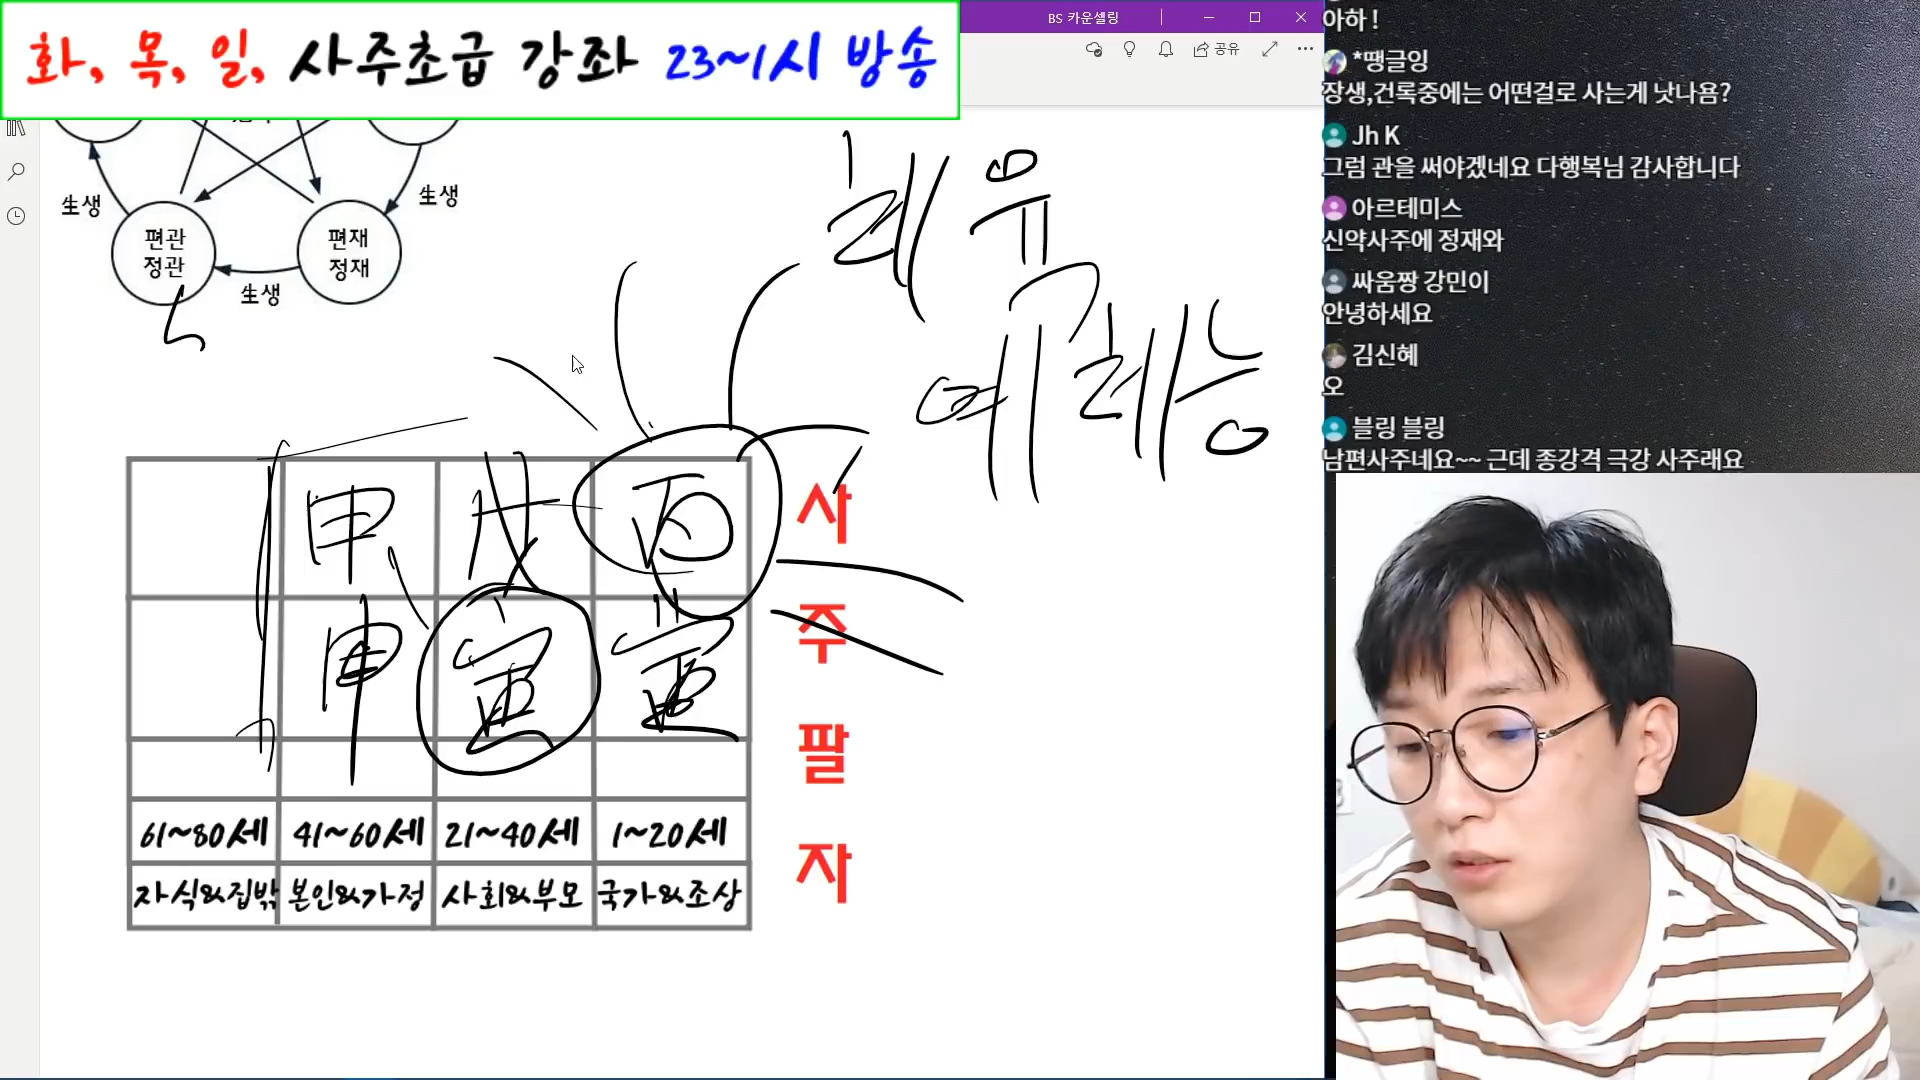 화, 목, 일, 사주초급 강좌 23~1시 방송
BS 카운셀링
공유
生생
生생
편관
정관
편재
정재
生생
체 유
예체능
사
주
팔
자
甲 戊 丙
申 寅 寅
61~80세 41~60세 21~40세 1~20세
자식&집밖 본인&가정 사회&부모 국가&조상
아하 !
*땡글잉
장생,건록중에는 어떤걸로 사는게 낫나욤?
Jh K
그럼 관을 써야겠네요 다행복님 감사합니다
아르테미스
신약사주에 정재와
싸움짱 강민이
안녕하세요
김신혜
오
블링 블링
남편사주네요~~ 근데 종강격 극강 사주래요